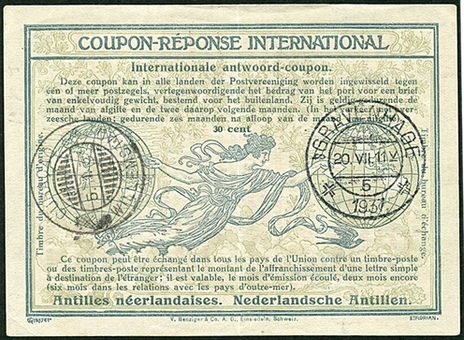 COUPON-RÉPONSE INTERNATIONAL
Internationale antwoord-coupon.
Deze coupon kan in alle landen der Postvereeniging worden ingewisseld tegen
één of meer postzegels, vertegenwoordigende het bedrag van het port voor een brief
van enkelvoudig gewicht, bestemd voor het buitenland. Zij is geldig gedurende de
maand van afgifte en de twee daarop volgende maanden. (In het verkeer met over-
zeesche landen; gedurende zes maanden na afloop van de maand van afgifte)
30 cent
Timbre du bureau d'origine.
WILLEMSTAD
CURAÇAO
'SGRAVENHAGE
20.VII.11V
5
1937
Timbre du bureau d'échange.
Ce coupon peut être échangé dans tous les pays de l'Union contre un timbre-poste
ou des timbres-poste représentant le montant de l'affranchissement d'une lettre simple
à destination de l'étranger; il est valable, le mois d'émission écoulé, deux mois encore
(six mois dans les relations avec les pays d'outre-mer).
Antilles néerlandaises. Nederlandsche Antillen.
V. Benziger & Co. A. G., Einsiedeln, Schweiz.